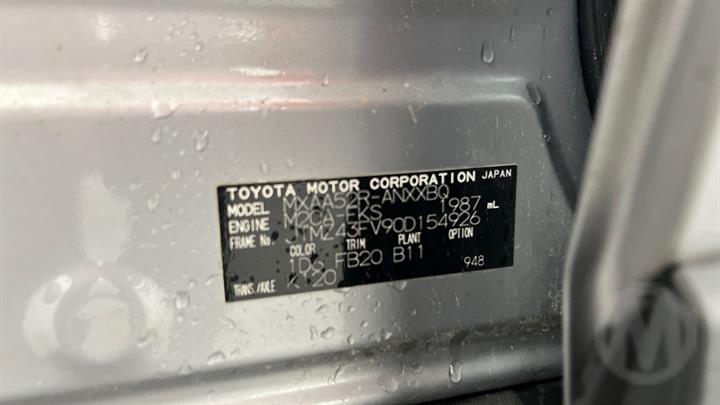 TOYOTA MOTOR CORPORATION JAPAN
MODEL MXAA52R-ANXXBQ
ENGINE M20A-FKS 1987 mL
FRAME NO. JTMZ43FV90D154926
COLOR TRIM PLANT OPTION
1D6 FB20 B11
TRANS./AXLE K120 948
M